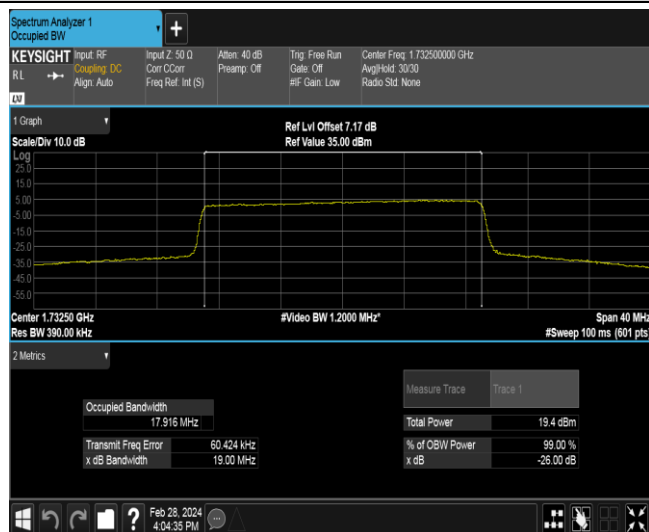 Spectrum Analyzer 1
Occupied BW
+
KEYSIGHT Input: RF Input Z: 50 Ω Atten: 40 dB Trig: Free Run Center Freq: 1.732500000 GHz
RL Coupling: DC Corr CCorr Preamp: Off Gate: Off Avg|Hold: 30/30
Align: Auto Freq Ref: Int (S) #IF Gain: Low Radio Std: None
LXI
1 Graph
Ref Lvl Offset 7.17 dB
Scale/Div 10.0 dB Ref Value 35.00 dBm
Log
25.0
15.0
5.00
-5.00
-15.0
-25.0
-35.0
-45.0
-55.0
Center 1.73250 GHz #Video BW 1.2000 MHz* Span 40 MHz
Res BW 390.00 kHz #Sweep 100 ms (601 pts)
2 Metrics
Measure Trace Trace 1
Occupied Bandwidth
17.916 MHz Total Power 19.4 dBm
Transmit Freq Error 60.424 kHz % of OBW Power 99.00 %
x dB Bandwidth 19.00 MHz x dB -26.00 dB
? Feb 28, 2024
4:04:35 PM